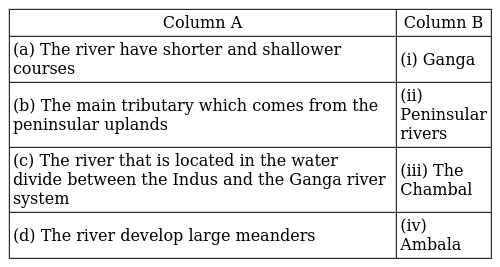 Column A Column B
(a) The river have shorter and shallower
courses
(i) Ganga
(b) The main tributary which comes from the
peninsular uplands
(ii)
Peninsular
rivers
(c) The river that is located in the water
divide between the Indus and the Ganga river
system
(iii) The
Chambal
(d) The river develop large meanders
(iv)
Ambala